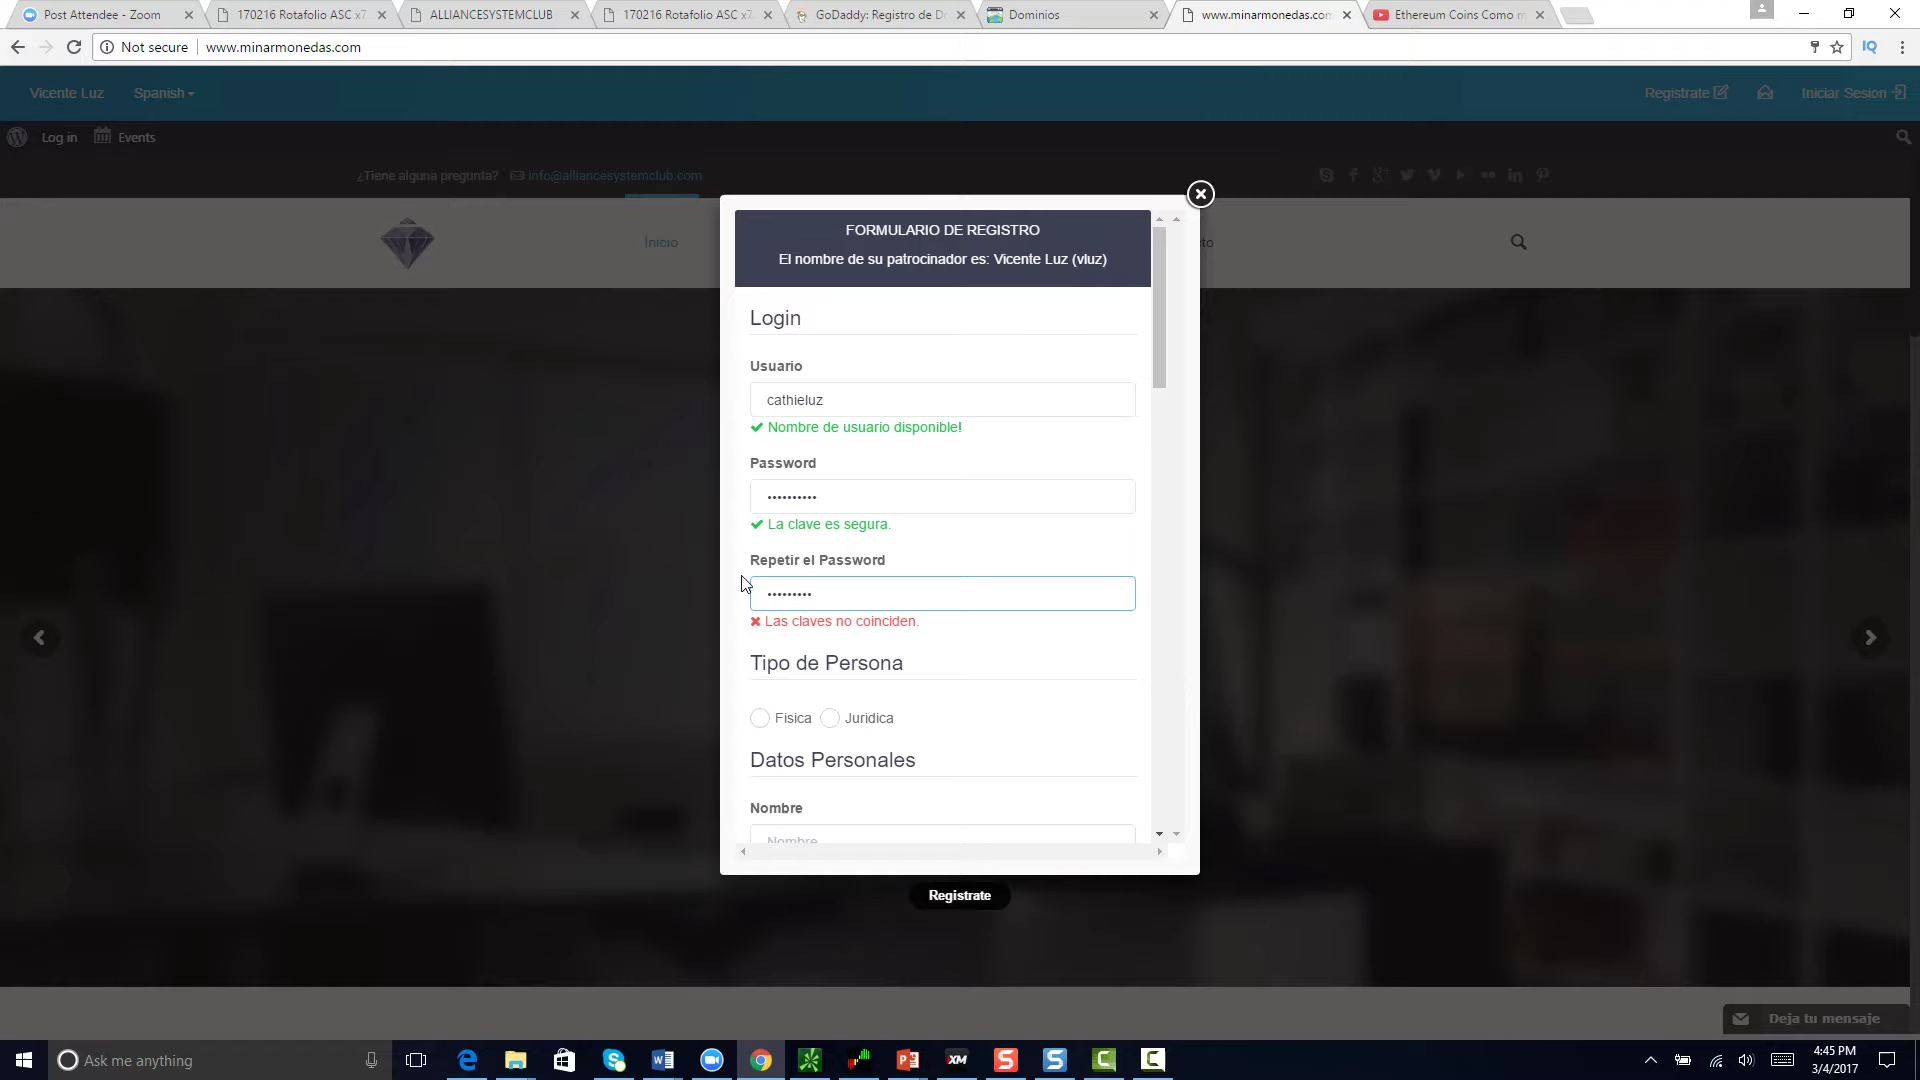 Post Attendee - Zoom
170216 Rotafolio ASC x7
ALLIANCESYSTEMCLUB
170216 Rotafolio ASC x7
GoDaddy: Registro de D
Dominios
www.minarmonedas.com
Ethereum Coins Como m
Not secure
www.minarmonedas.com
IQ
Vicente Luz
Spanish
Registrate
Iniciar Sesion
Log in
Events
¿Tiene alguna pregunta?
info@alliancesystemclub.com
Inicio
to
FORMULARIO DE REGISTRO
El nombre de su patrocinador es: Vicente Luz (vluz)
Login
Usuario
cathieluz
Nombre de usuario disponible!
Password
••••••••••
La clave es segura.
Repetir el Password
•••••••••
Las claves no coinciden.
Tipo de Persona
Fisica
Juridica
Datos Personales
Nombre
Nombre
Registrate
Deja tu mensaje
Ask me anything
XM
4:45 PM
3/4/2017